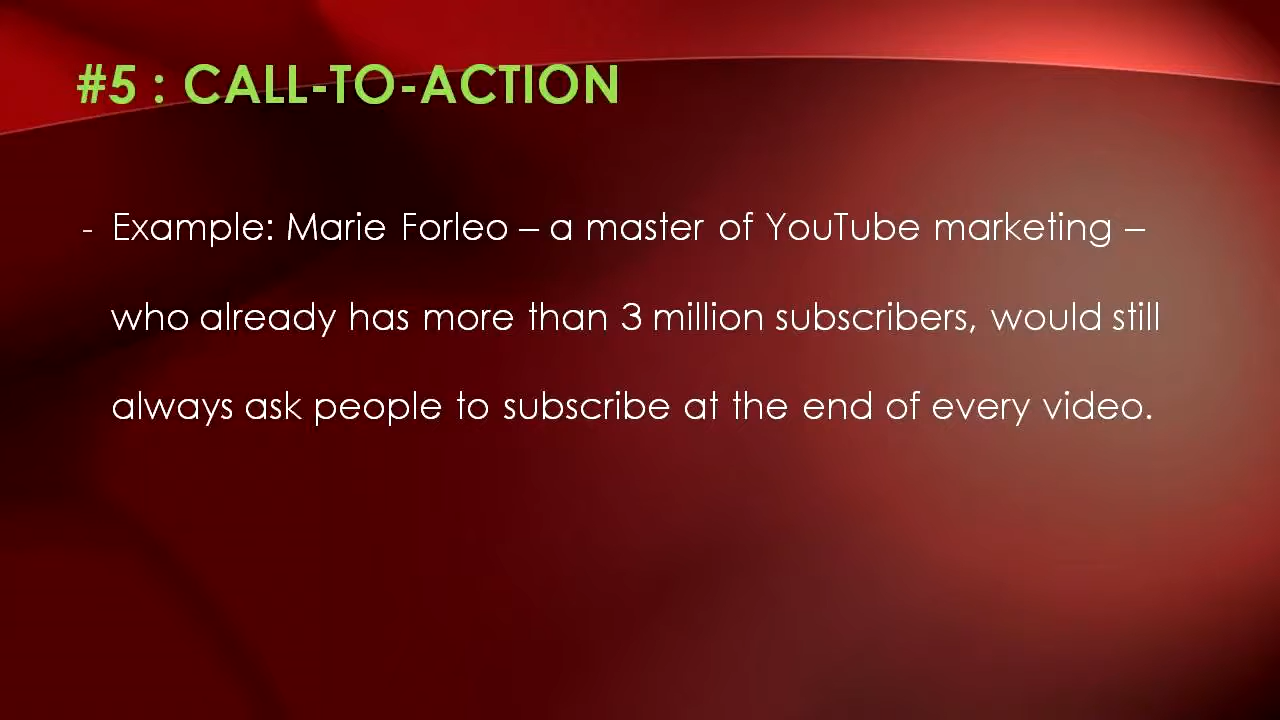 #5 : CALL-TO-ACTION
- Example: Marie Forleo – a master of YouTube marketing –
who already has more than 3 million subscribers, would still
always ask people to subscribe at the end of every video.